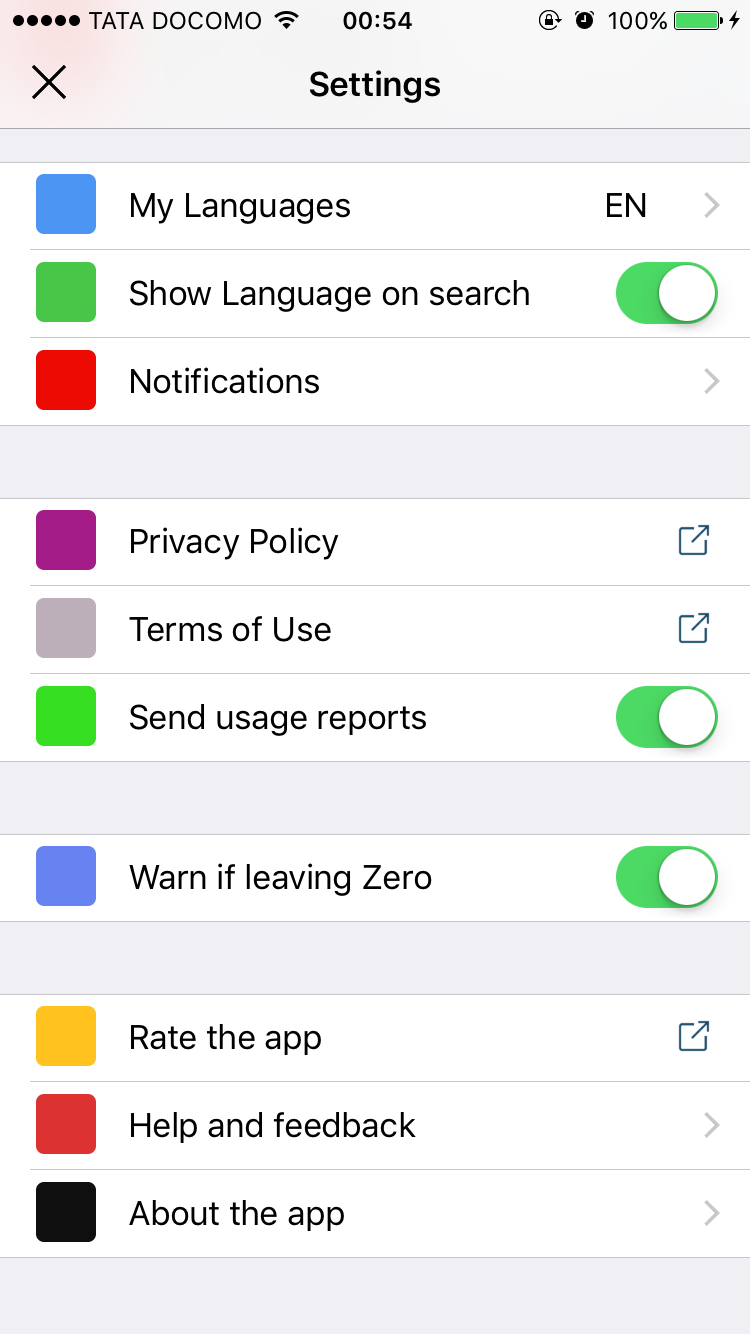 TATA DOCOMO 00:54 100%
Settings
My Languages EN
Show Language on search
Notifications
Privacy Policy
Terms of Use
Send usage reports
Warn if leaving Zero
Rate the app
Help and feedback
About the app